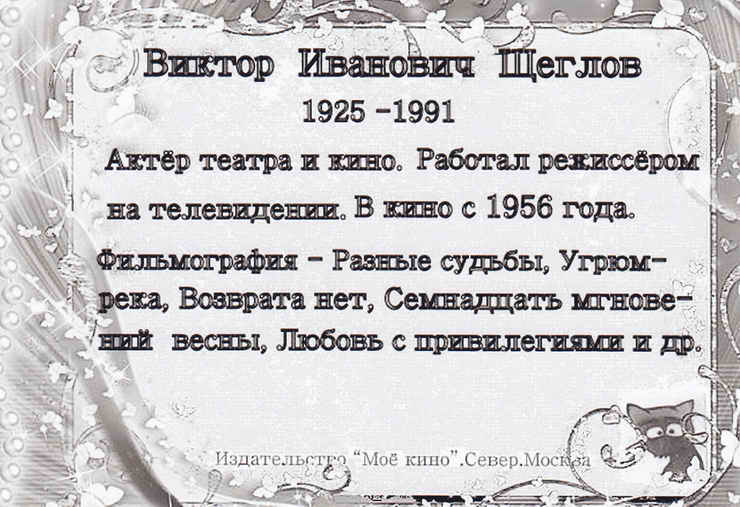 Виктор Иванович Щеглов
1925 -1991
Актёр театра и кино. Работал режиссёром
на телевидении. В кино с 1956 года.
Фильмография - Разные судьбы, Угрюм-
река, Возврата нет, Семнадцать мгнове-
ний весны, Любовь с привилегиями и др.
Издательство "Моё кино".Север.Москва